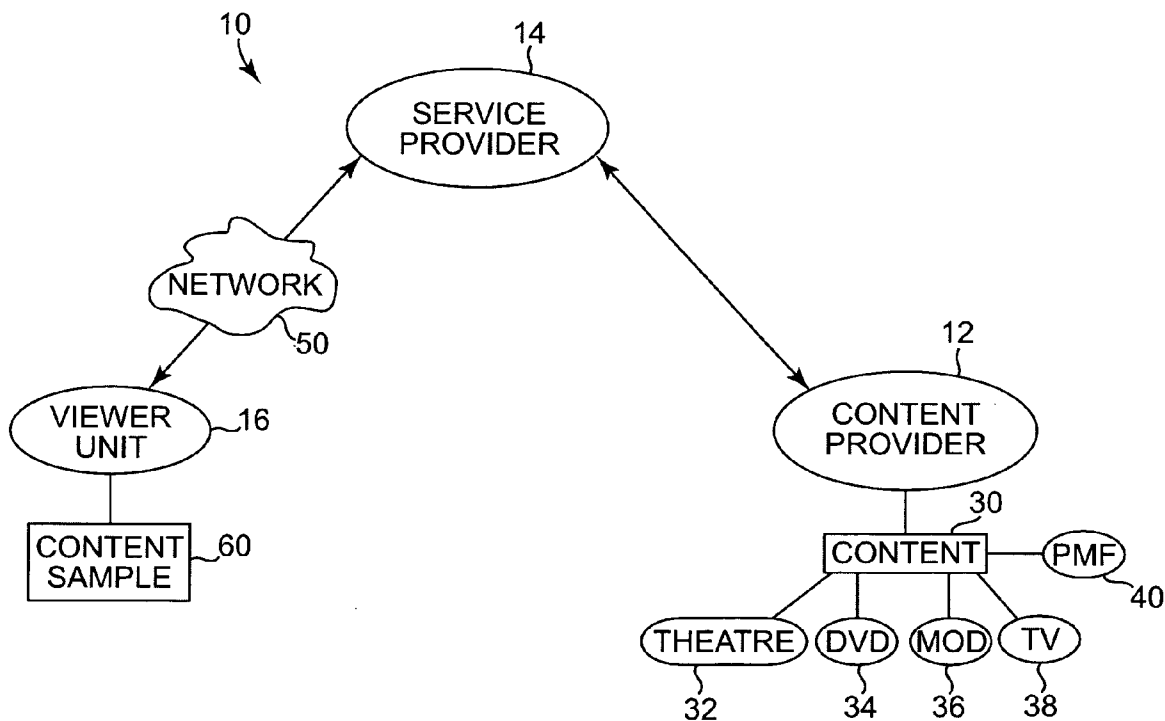 10
14
SERVICE
PROVIDER
NETWORK
50
12
VIEWER
UNIT
16
CONTENT
PROVIDER
30
CONTENT
SAMPLE
60
CONTENT
PMF
40
THEATRE
DVD
MOD
TV
32
34
36
38